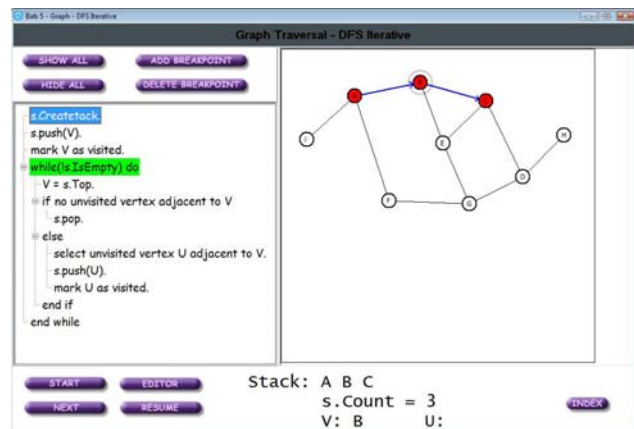 Bab 5 - Graph - DFS Iterative
Graph Traversal - DFS Iterative
SHOW ALL
ADD BREAKPOINT
HIDE ALL
DELETE BREAKPOINT
s.Createtack.
s.push(V).
mark V as visited.
while(!s.IsEmpty) do
V = s.Top.
if no unvisited vertex adjacent to V
s.pop.
else
select unvisited vertex U adjacent to V.
s.push(U).
mark U as visited.
end if
end while
I
E
H
D
F
G
START
EDITOR
NEXT
RESUME
Stack: A B C
s.Count = 3
V: B U:
INDEX